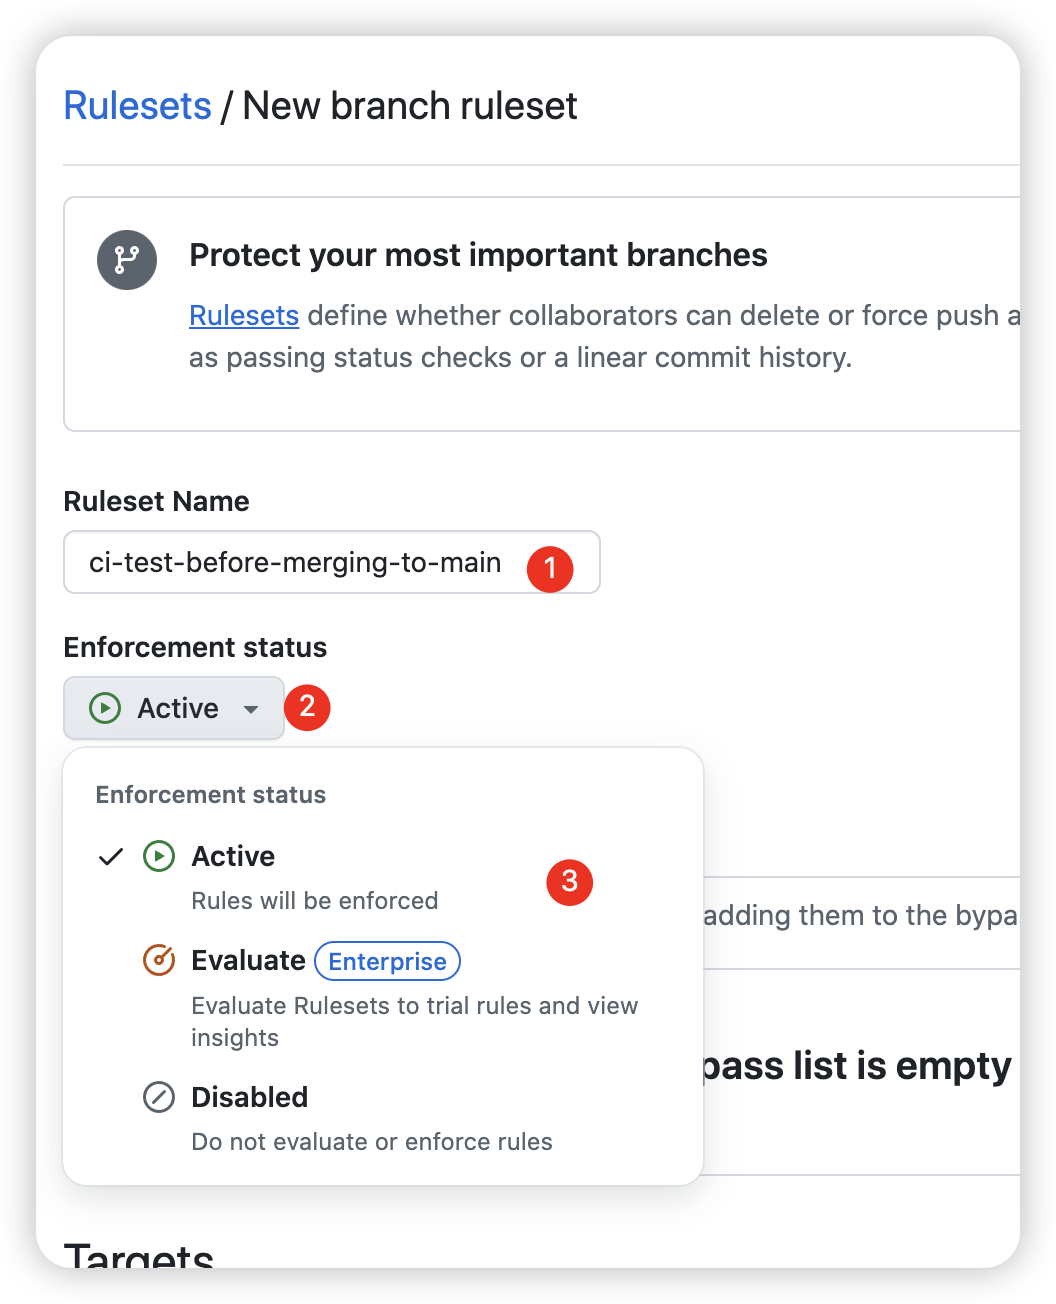 Rulesets / New branch ruleset
Protect your most important branches
Rulesets define whether collaborators can delete or force push a
as passing status checks or a linear commit history.
Ruleset Name
ci-test-before-merging-to-main
1
Enforcement status
Active
2
Enforcement status
Active
Rules will be enforced
3
adding them to the bypa
Evaluate Enterprise
Evaluate Rulesets to trial rules and view
insights
pass list is empty
Disabled
Do not evaluate or enforce rules
Targets